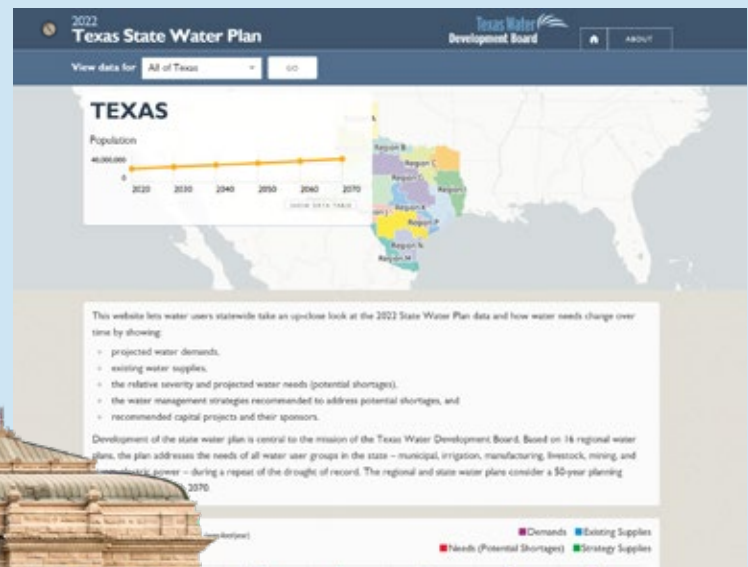 2022
Texas State Water Plan
Texas Water
Development Board
ABOUT
View data for All of Texas GO
TEXAS
Population
40,000,000
0
2020 2030 2040 2050 2060 2070
SHOW DATA TABLE
Region B
Region C
Region G
Region I
Region K
Region P
Region N
Region M
This website lets water users statewide take an up-close look at the 2022 State Water Plan data and how water needs change over
time by showing:
projected water demands,
existing water supplies,
the relative severity and projected water needs (potential shortages),
the water management strategies recommended to address potential shortages, and
recommended capital projects and their sponsors.
Development of the state water plan is central to the mission of the Texas Water Development Board. Based on 16 regional water
plans, the plan addresses the needs of all water user groups in the state – municipal, irrigation, manufacturing, livestock, mining, and
power – during a repeat of the drought of record. The regional and state water plans consider a 50-year planning
2070.
Demands Existing Supplies
Needs (Potential Shortages) Strategy Supplies